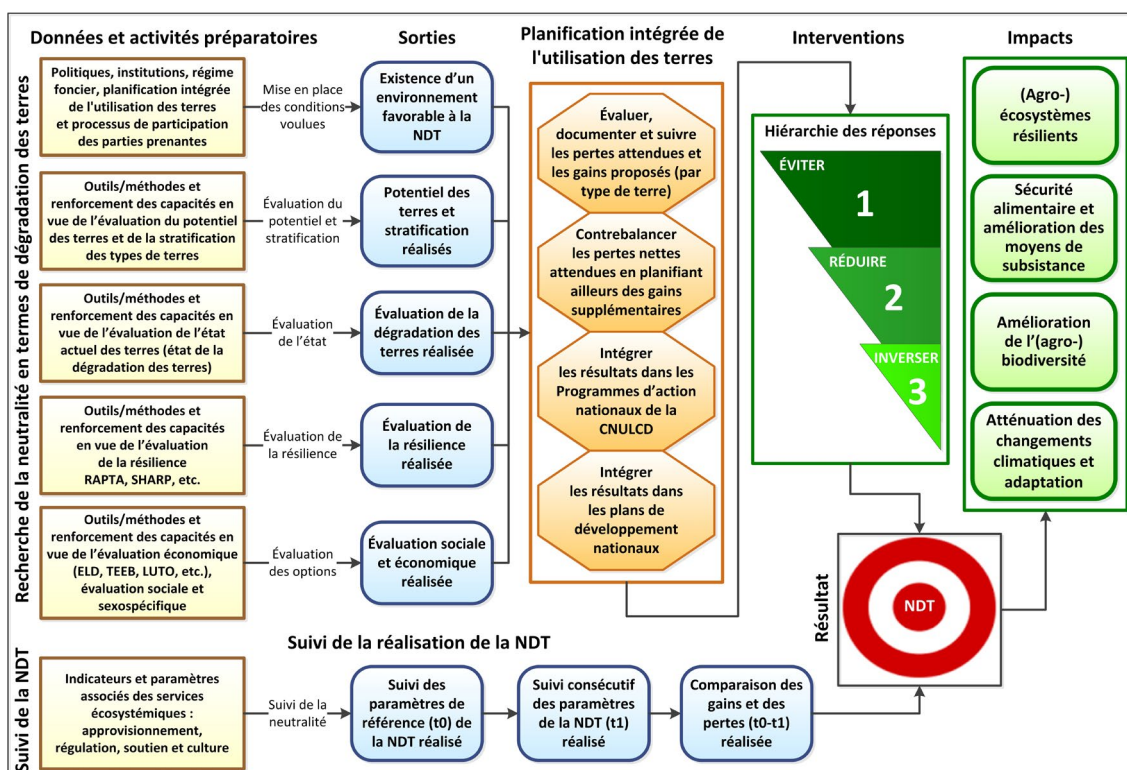 Données et activités préparatoires
Sorties
Planification intégrée de
l'utilisation des terres
Interventions
Impacts
Recherche de la neutralité en termes de dégradation des terres
Politiques, institutions, régime
foncier, planification intégrée
de l'utilisation des terres
et processus de participation
des parties prenantes
Mise en place
des conditions
voulues
Existence d'un
environnement
favorable à la
NDT
Outils/méthodes et
renforcement des capacités en
vue de l'évaluation du potentiel
des terres et de la stratification
des types de terres
Évaluation du
potentiel et
stratification
Potentiel des
terres et
stratification
réalisés
Outils/méthodes et
renforcement des capacités en
vue de l'évaluation de l'état
actuel des terres (état de la
dégradation des terres)
Évaluation
de l'état
Évaluation de la
dégradation des
terres réalisée
Outils/méthodes et
renforcement des capacités
en vue de l'évaluation
de la résilience
RAPTA, SHARP, etc.
Évaluation de
la résilience
Évaluation de
la résilience
réalisée
Outils/méthodes et
renforcement des capacités en
vue de l'évaluation économique
(ELD, TEEB, LUTO, etc.),
évaluation sociale et
sexospécifique
Évaluation
des options
Évaluation sociale
et économique
réalisée
Évaluer,
documenter et suivre
les pertes attendues et
les gains proposés (par
type de terre)
Contrebalancer
les pertes nettes
attendues en planifiant
ailleurs des gains
supplémentaires
Intégrer
les résultats dans les
Programmes d'action
nationaux de la
CNULCD
Intégrer
les résultats dans
les plans de
développement
nationaux
Hiérarchie des réponses
ÉVITER
1
RÉDUIRE
2
INVERSER
3
(Agro-)
écosystèmes
résilients
Sécurité
alimentaire et
amélioration des
moyens de
subsistance
Amélioration
de l'(agro-)
biodiversité
Atténuation des
changements
climatiques et
adaptation
Résultat
NDT
Suivi de la NDT
Suivi de la réalisation de la NDT
Indicateurs et paramètres
associés des services
écosystémiques :
approvisionnement,
régulation, soutien et culture
Suivi de la
neutralité
Suivi des
paramètres de
référence (t0) de
la NDT réalisé
Suivi consécutif
des paramètres
de la NDT (t1)
réalisé
Comparaison des
gains et des
pertes (t0-t1)
réalisée